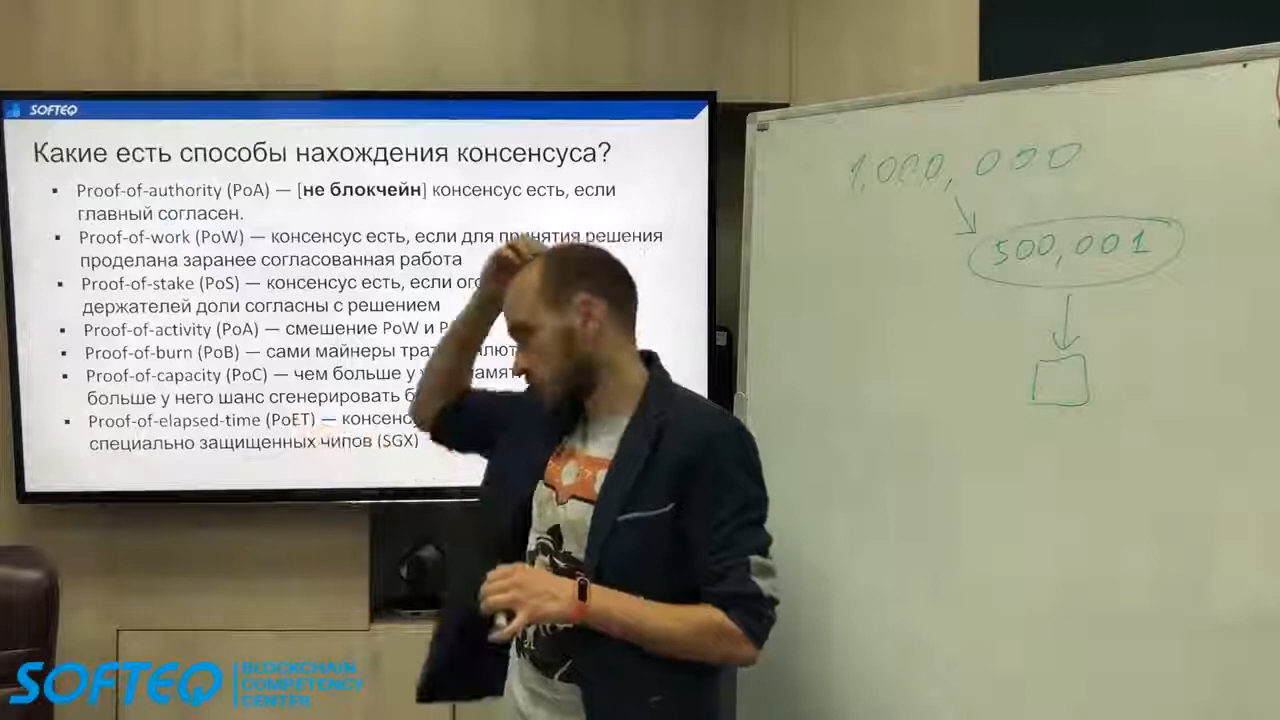 SOFTEQ
Какие есть способы нахождения консенсуса?
▪ Proof-of-authority (PoA) — [не блокчейн] консенсус есть, если
главный согласен.
▪ Proof-of-work (PoW) — консенсус есть, если для принятия решения
проделана заранее согласованная работа
▪ Proof-of-stake (PoS) — консенсус есть, если
держателей доли согласны с решением
▪ Proof-of-activity (PoA) — смешение PoW и
▪ Proof-of-burn (PoB) — сами майнеры
▪ Proof-of-capacity (PoC) — чем больше у
больше у него шанс сгенерировать
▪ Proof-of-elapsed-time (PoET) —
специально защищенных чипов (SGX)
1,000,000
500,001
SOFTEQ
BLOCKCHAIN
COMPETENCY
CENTER